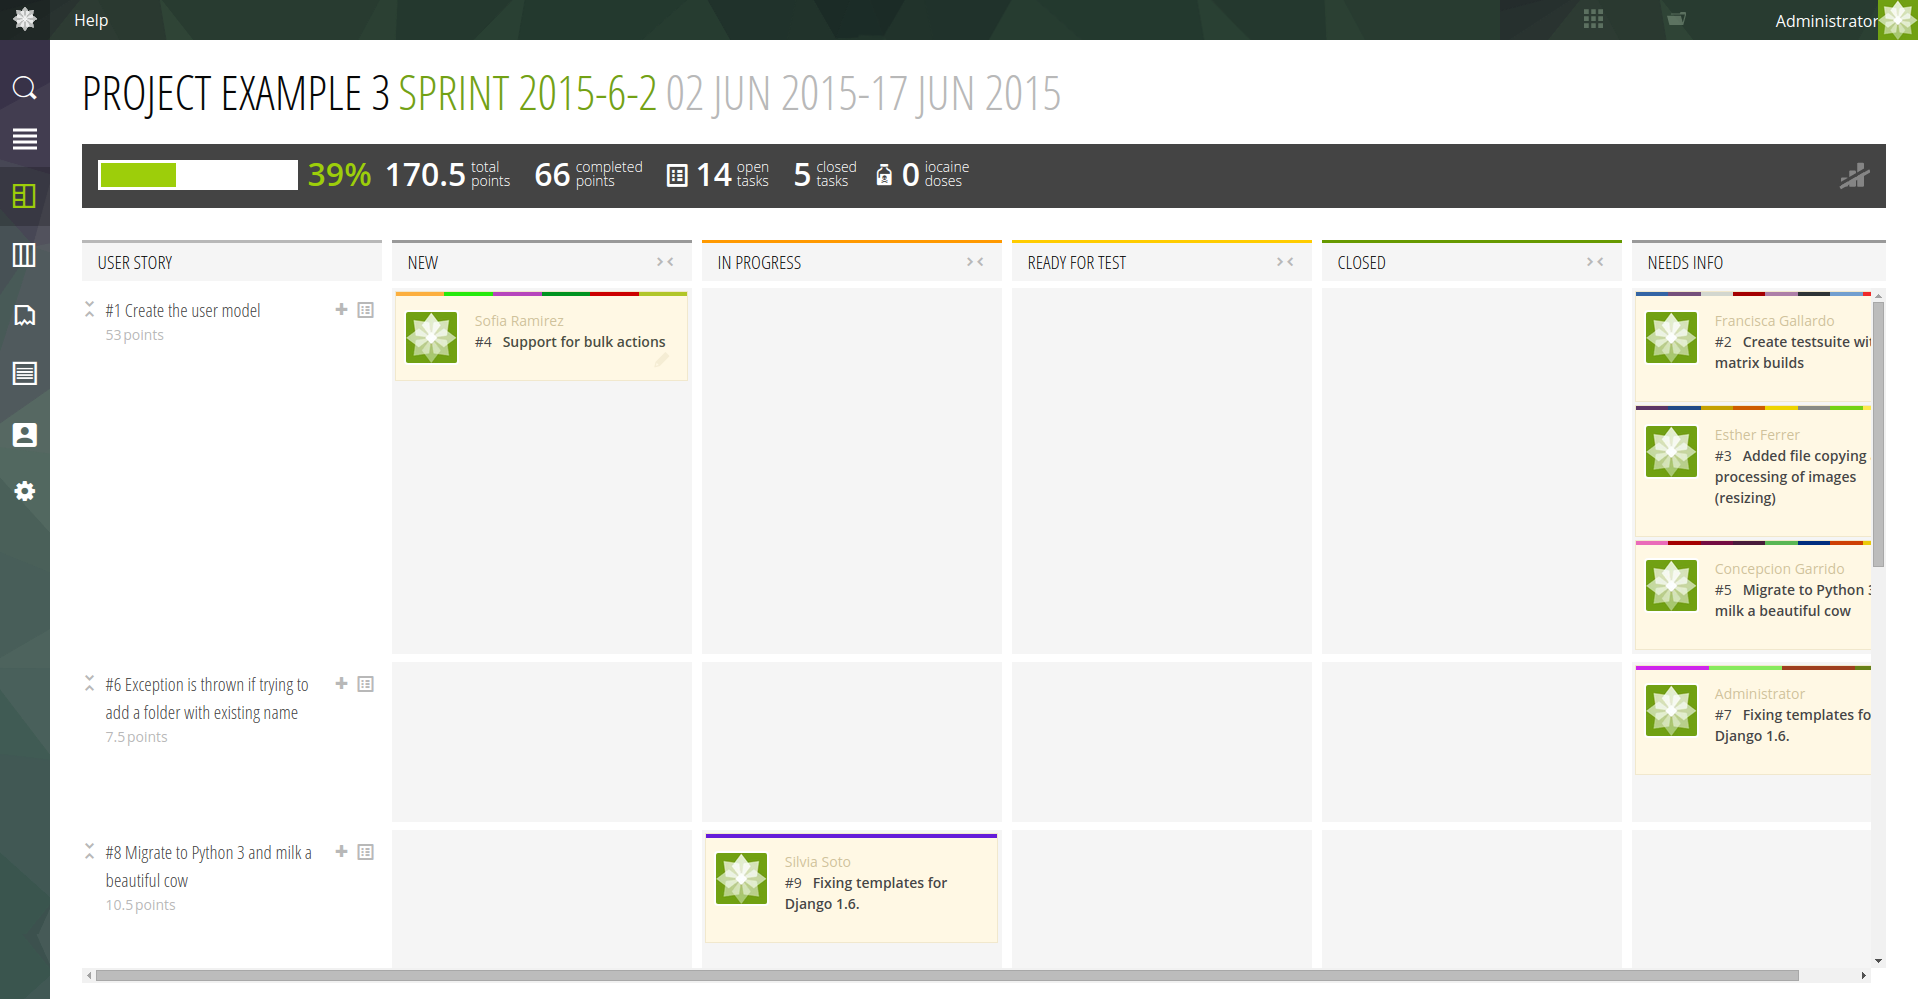 Help
Administrator
PROJECT EXAMPLE 3 SPRINT 2015-6-2 02 JUN 2015-17 JUN 2015
39% 170.5 total points 66 completed points 14 open tasks 5 closed tasks 0 iocaine doses
USER STORY
NEW
IN PROGRESS
READY FOR TEST
CLOSED
NEEDS INFO
#1 Create the user model
53 points
Sofia Ramirez
#4 Support for bulk actions
Francisca Gallardo
#2 Create testsuite wit
matrix builds
Esther Ferrer
#3 Added file copying
processing of images
(resizing)
Concepcion Garrido
#5 Migrate to Python 3
milk a beautiful cow
#6 Exception is thrown if trying to
add a folder with existing name
7.5 points
Administrator
#7 Fixing templates fo
Django 1.6.
#8 Migrate to Python 3 and milk a
beautiful cow
10.5 points
Silvia Soto
#9 Fixing templates for
Django 1.6.